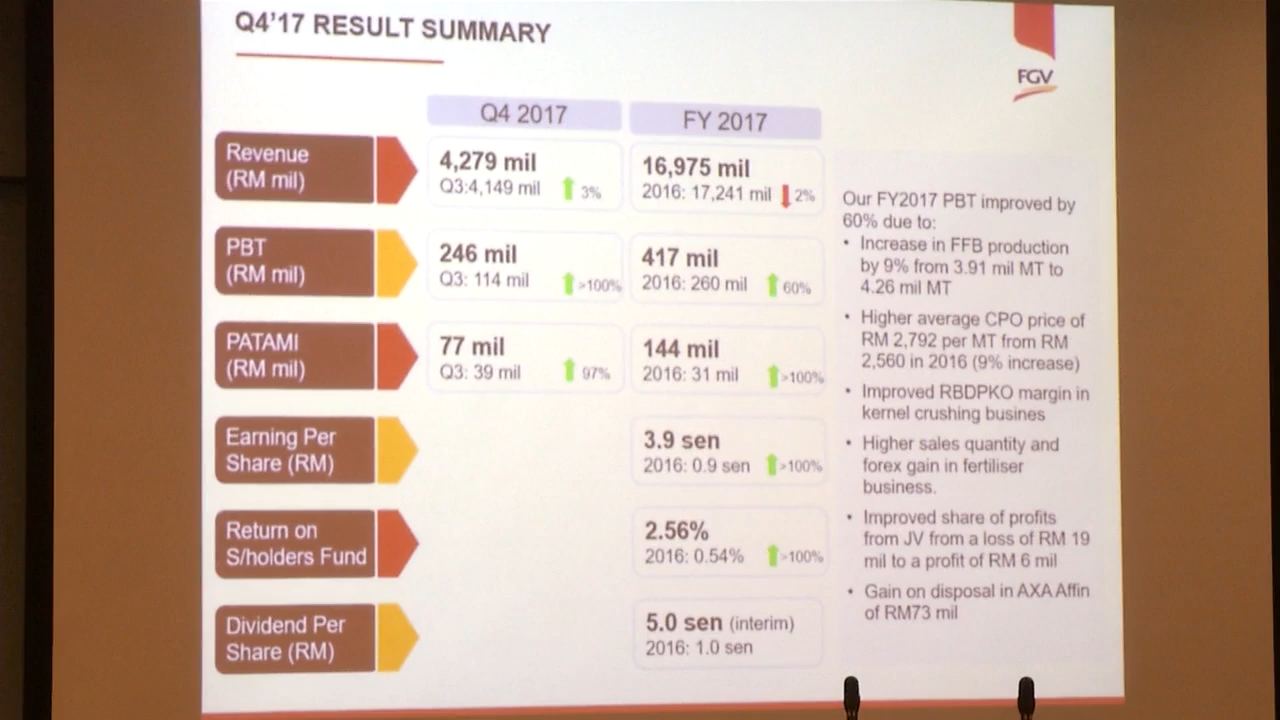 Q4’17 RESULT SUMMARY
FGV
Q4 2017
FY 2017
Revenue
(RM mil)
4,279 mil
Q3:4,149 mil 3%
16,975 mil
2016: 17,241 mil 2%
PBT
(RM mil)
246 mil
Q3: 114 mil >100%
417 mil
2016: 260 mil 60%
PATAMI
(RM mil)
77 mil
Q3: 39 mil 97%
144 mil
2016: 31 mil >100%
Earning Per
Share (RM)
3.9 sen
2016: 0.9 sen >100%
Return on
S/holders Fund
2.56%
2016: 0.54% >100%
Dividend Per
Share (RM)
5.0 sen (interim)
2016: 1.0 sen
Our FY2017 PBT improved by
60% due to:
• Increase in FFB production
by 9% from 3.91 mil MT to
4.26 mil MT
• Higher average CPO price of
RM 2,792 per MT from RM
2,560 in 2016 (9% increase)
• Improved RBDPKO margin in
kernel crushing busines
• Higher sales quantity and
forex gain in fertiliser
business.
• Improved share of profits
from JV from a loss of RM 19
mil to a profit of RM 6 mil
• Gain on disposal in AXA Affin
of RM73 mil